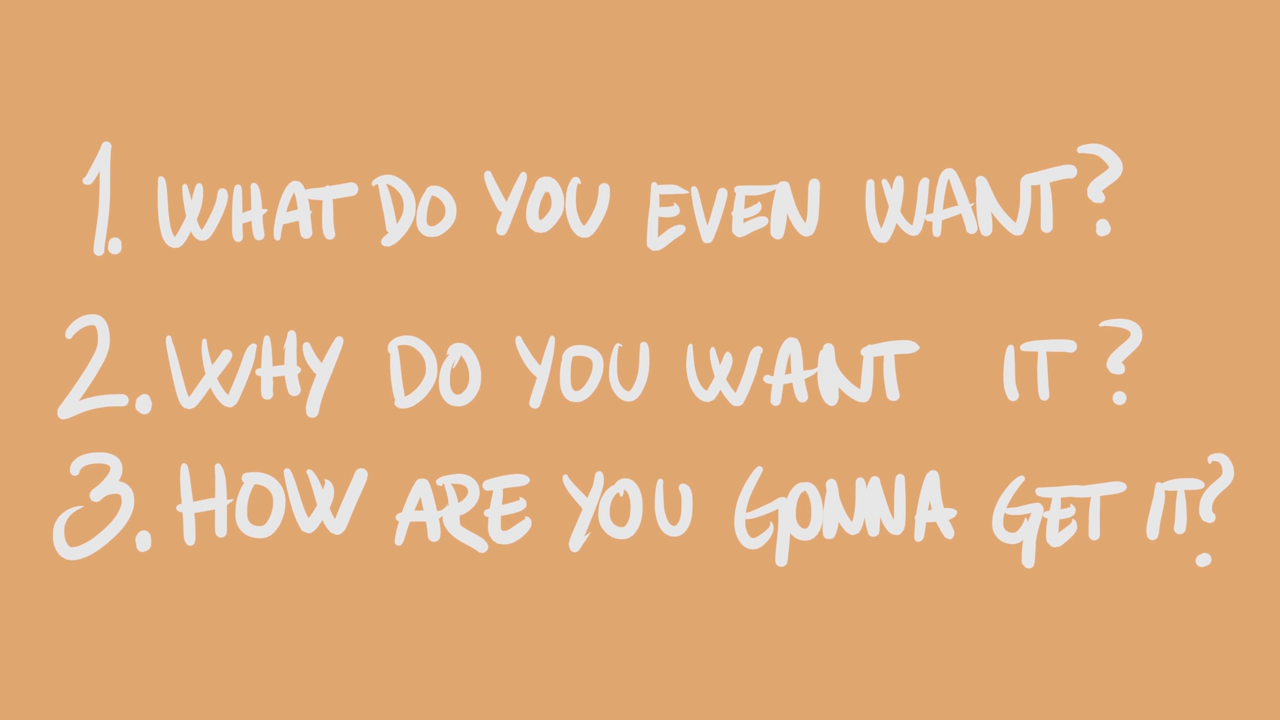 1. WHAT DO YOU EVEN WANT?
2. WHY DO YOU WANT IT?
3. HOW ARE YOU GONNA GET IT?